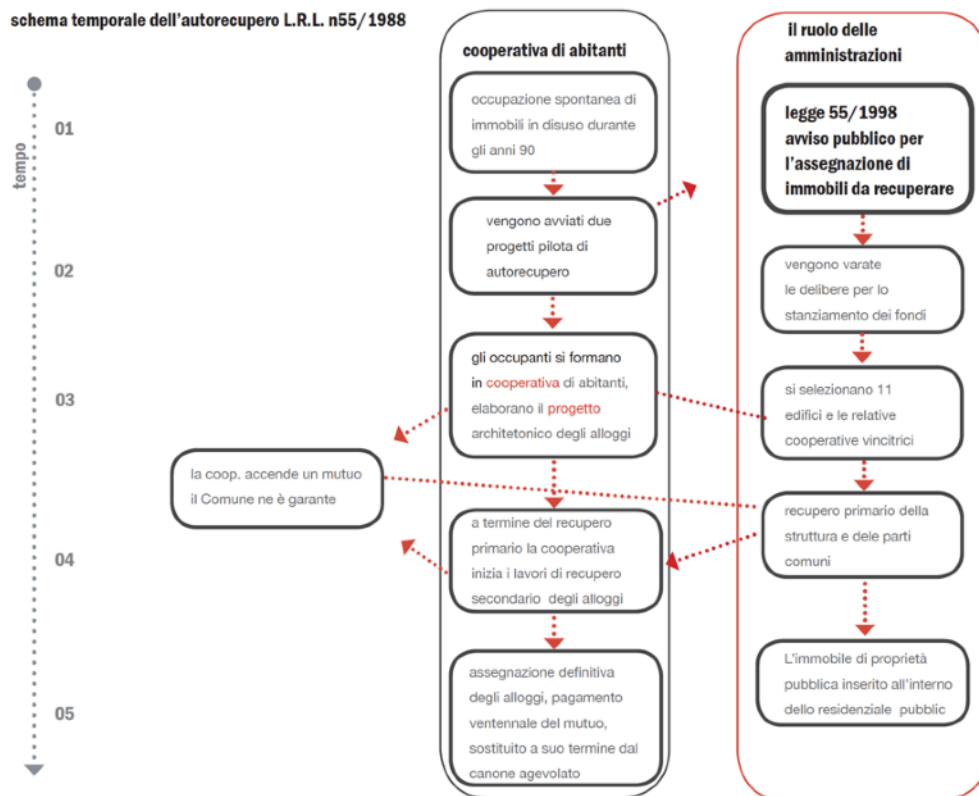 schema temporale dell'autorecupero L.R.L. n55/1988
tempo
01
02
03
04
05
cooperativa di abitanti
occupazione spontanea di
immobili in disuso durante
gli anni 90
vengono avviati due
progetti pilota di
autorecupero
gli occupanti si formano
in cooperativa di abitanti,
elaborano il progetto
architetonico degli alloggi
la coop. accende un mutuo
il Comune ne è garante
a termine del recupero
primario la cooperativa
inizia i lavori di recupero
secondario degli alloggi
assegnazione definitiva
degli alloggi, pagamento
ventennale del mutuo,
sostituito a suo termine dal
canone agevolato
il ruolo delle
amministrazioni
legge 55/1998
avviso pubblico per
l'assegnazione di
immobili da recuperare
vengono varate
le delibere per lo
stanziamento dei fondi
si selezionano 11
edifici e le relative
cooperative vincitrici
recupero primario della
struttura e dele parti
comuni
L'immobile di proprietà
pubblica inserito all'interno
dello residenziale pubblic